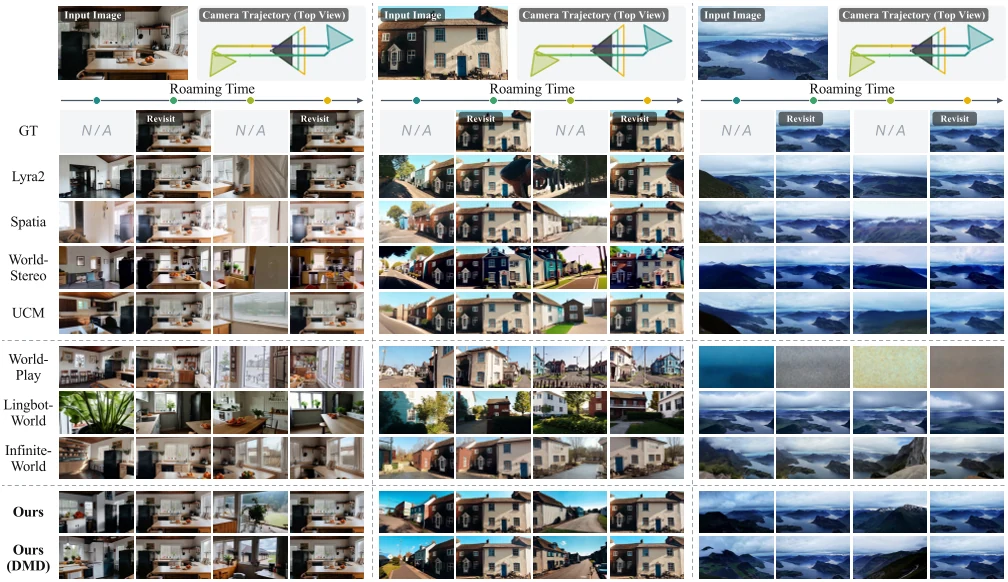 Input Image Camera Trajectory (Top View) Input Image Camera Trajectory (Top View) Input Image Camera Trajectory (Top View)
Roaming Time Roaming Time Roaming Time
GT N / A Revisit N / A Revisit N / A Revisit N / A Revisit N / A Revisit N / A Revisit
Lyra2
Spatia
World-
Stereo
UCM
World-
Play
Lingbot-
World
Infinite-
World
Ours
Ours
(DMD)